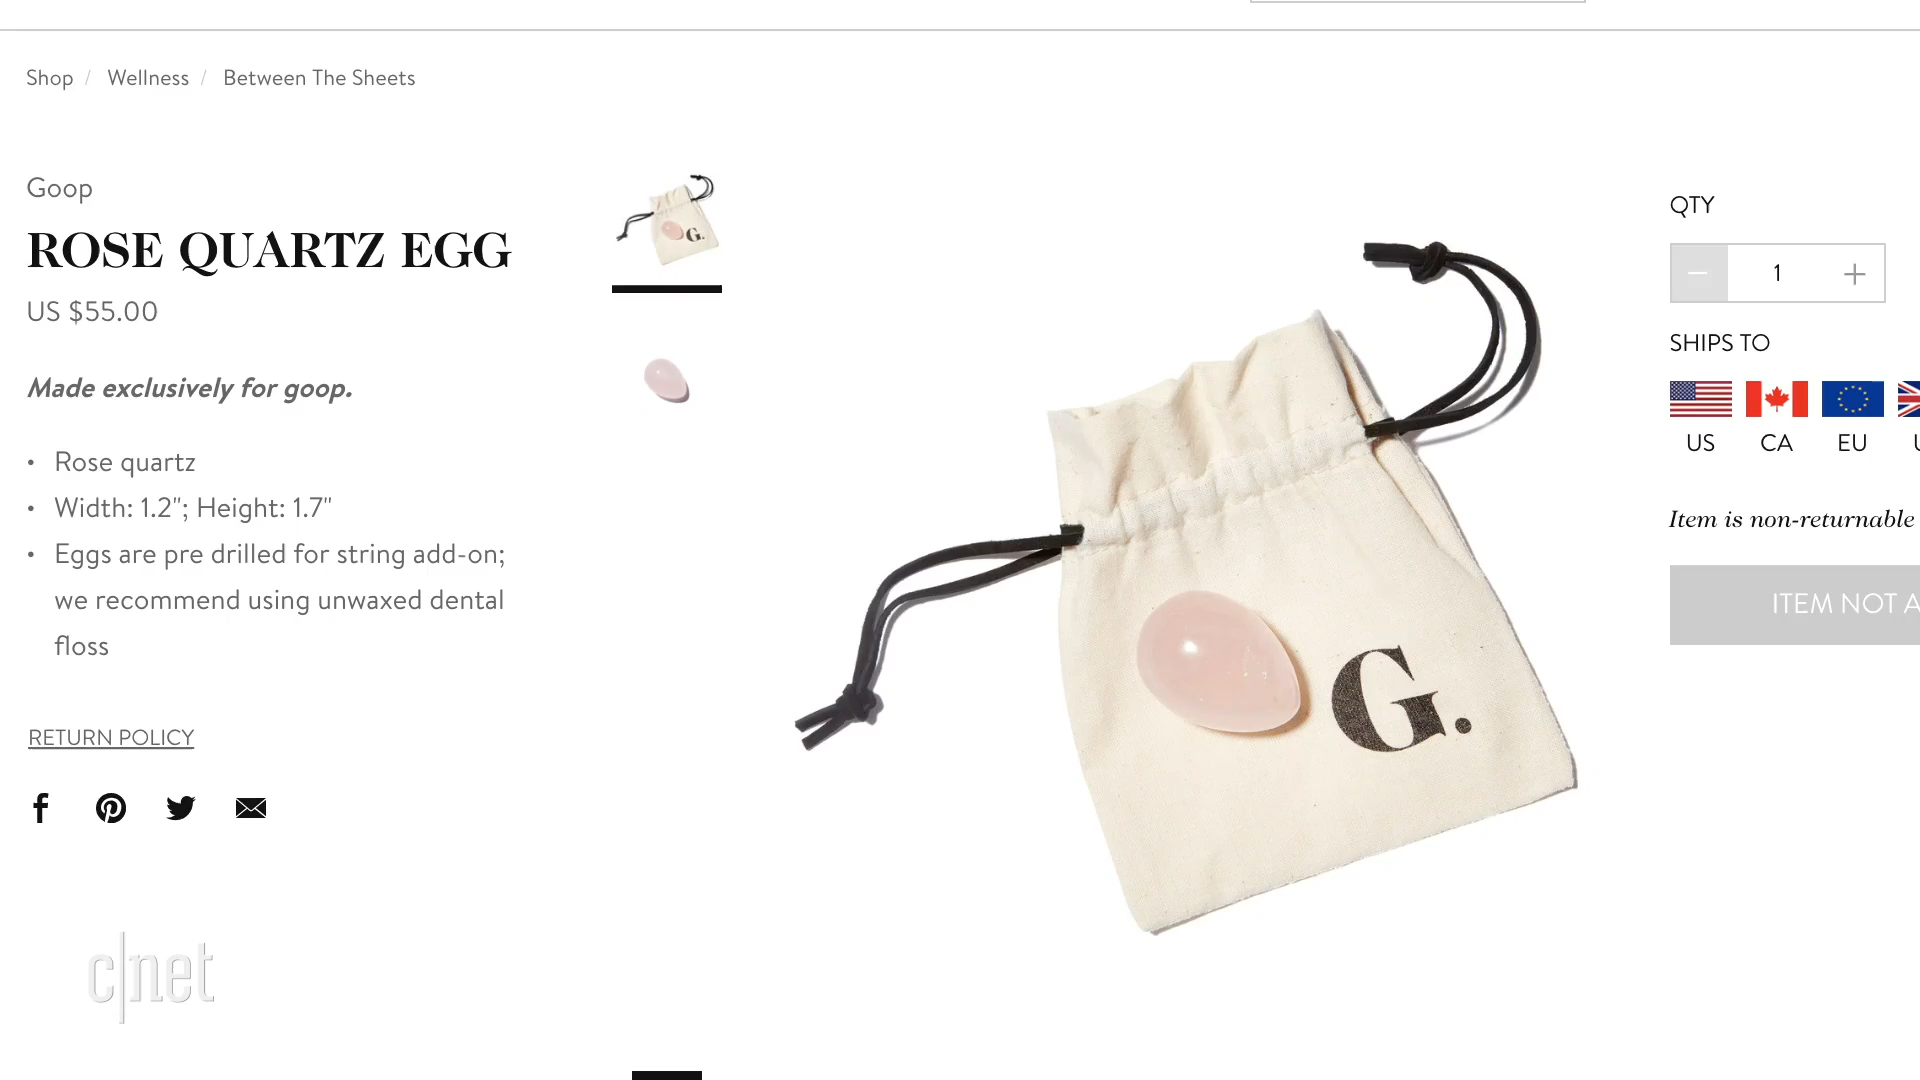 Shop / Wellness / Between The Sheets
Goop
ROSE QUARTZ EGG
US $55.00
Made exclusively for goop.
• Rose quartz
• Width: 1.2"; Height: 1.7"
• Eggs are pre drilled for string add-on;
we recommend using unwaxed dental
floss
RETURN POLICY
G.
G.
QTY
1
SHIPS TO
US CA EU
Item is non-returnable
ITEM NOT
c|net